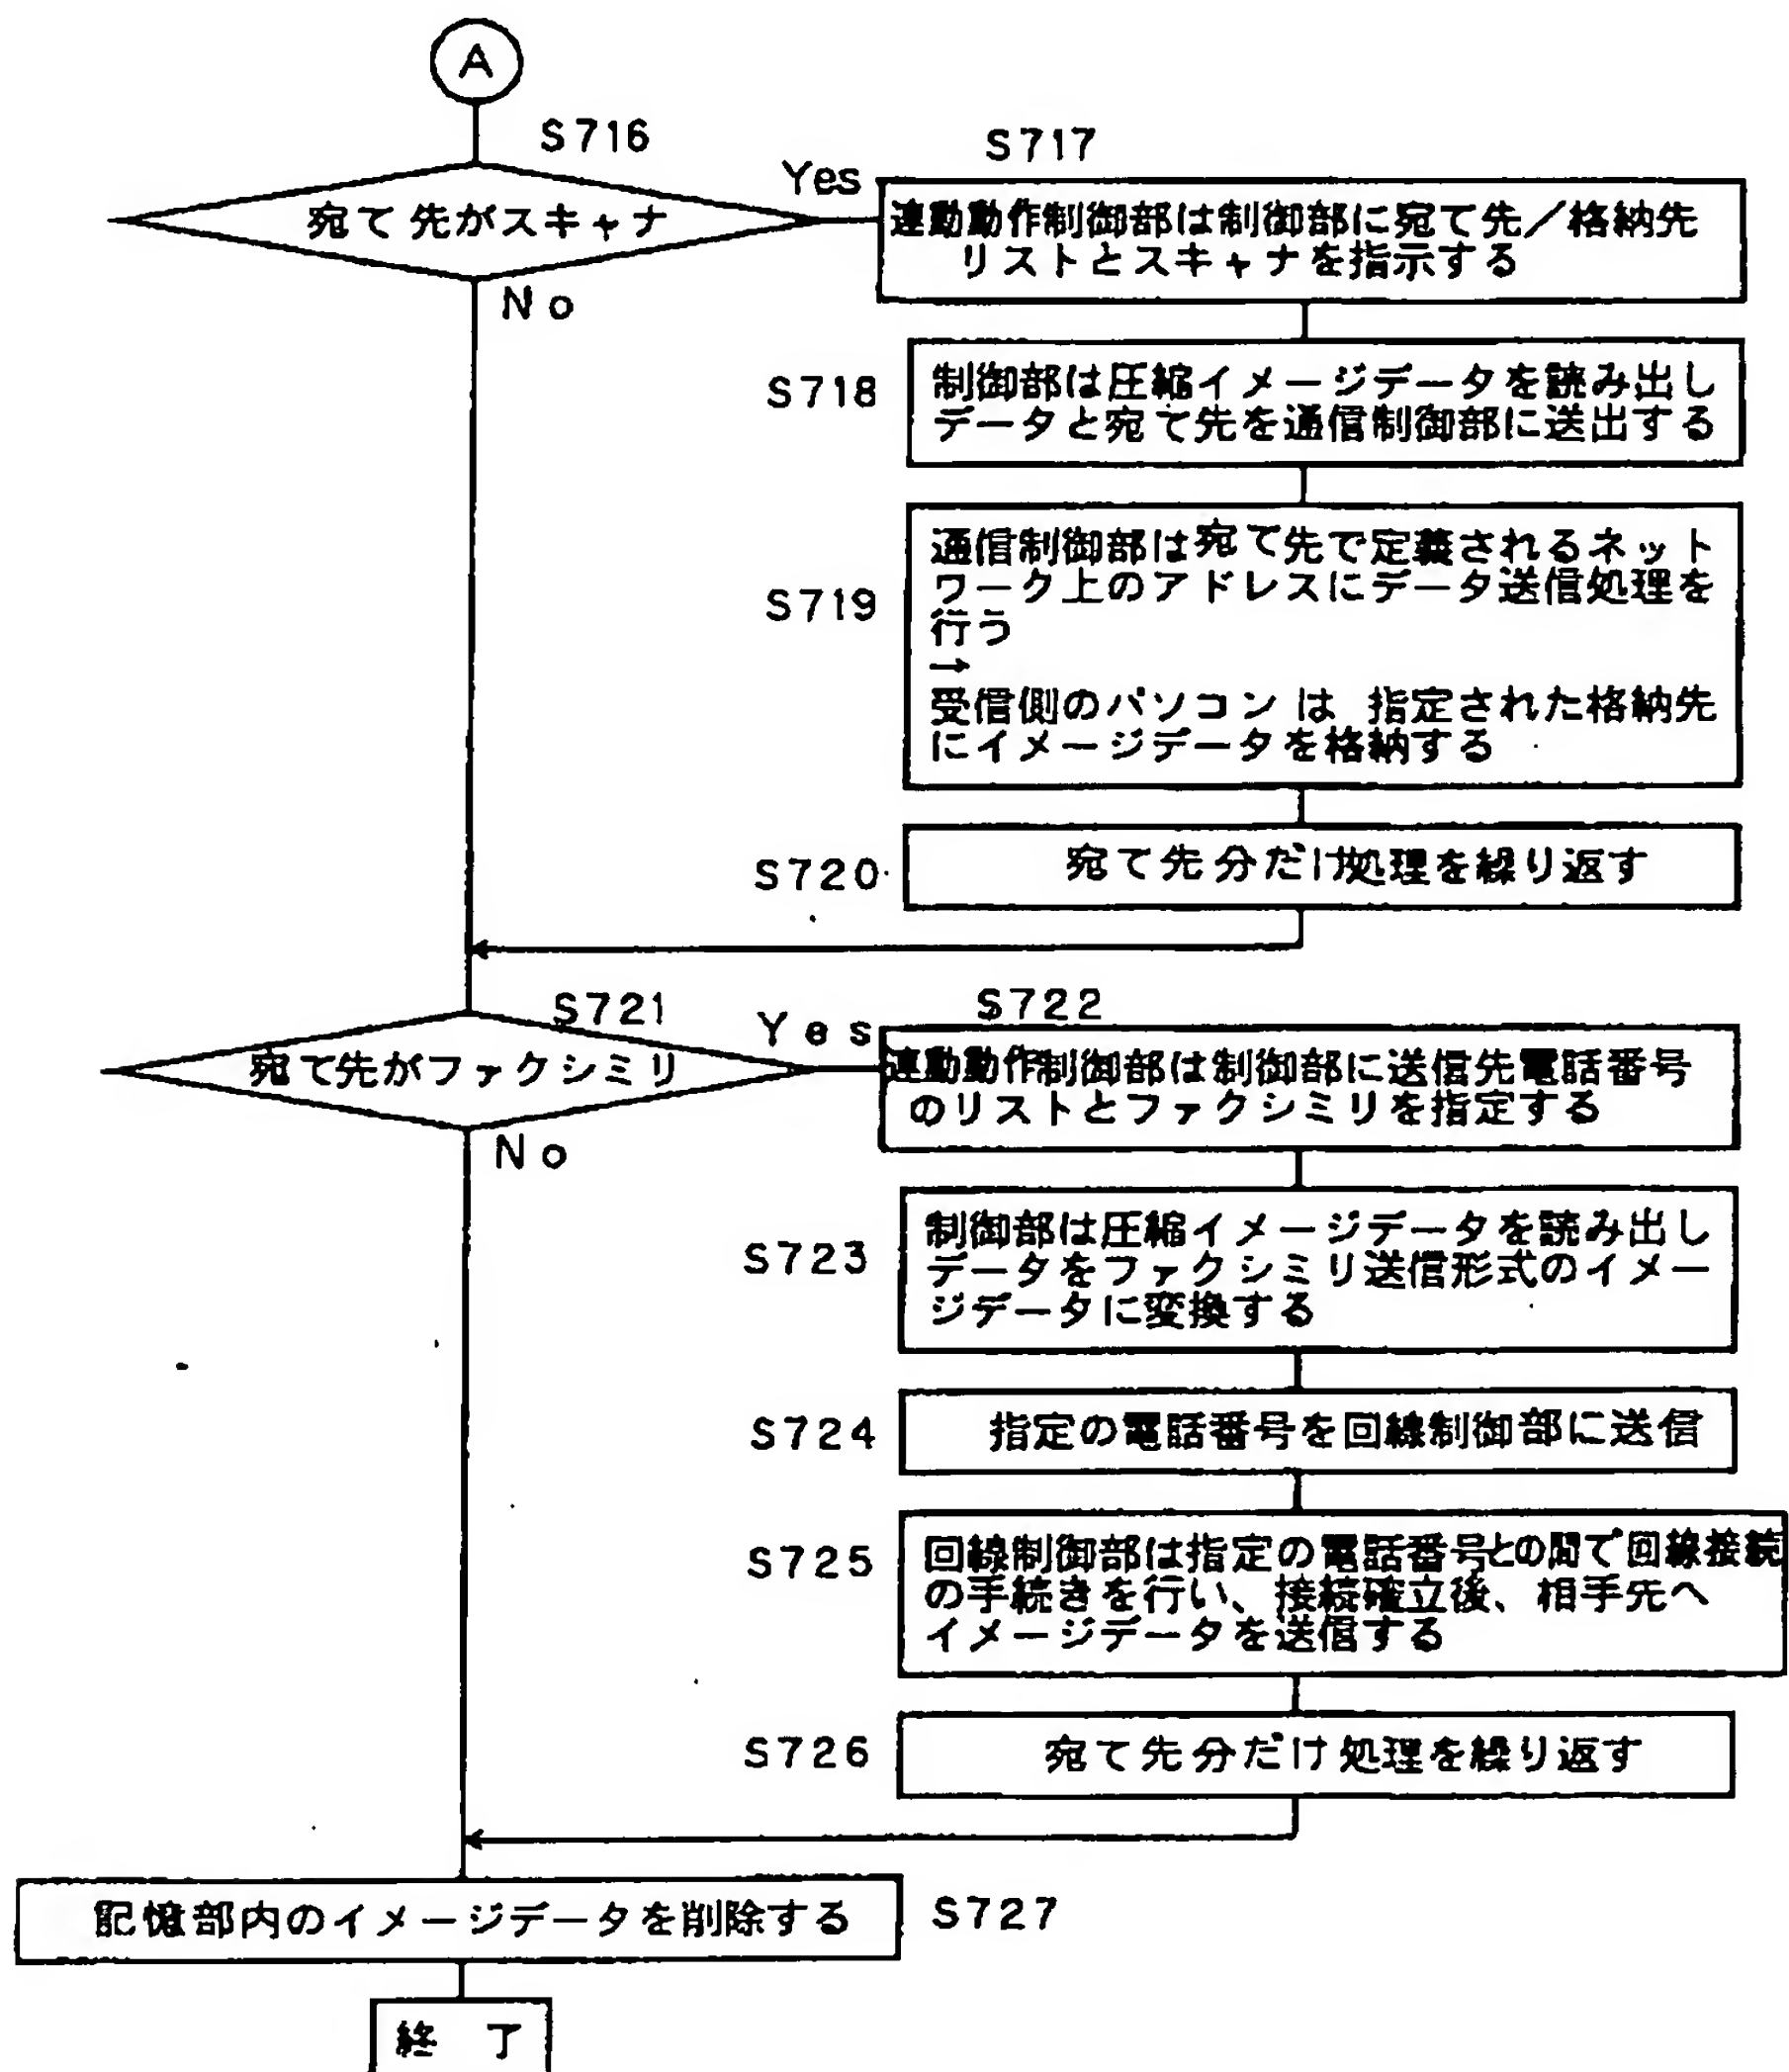 A
S716
宛て先がスキャナ
Yes
No
S717
連動動作制御部は制御部に宛て先／格納先
リストとスキャナを指示する
S718
制御部は圧縮イメージデータを読み出し
データと宛て先を通信制御部に送出する
S719
通信制御部は宛て先で定義されるネット
ワーク上のアドレスにデータ送信処理を
行う
→
受信側のパソコンは 指定された格納先
にイメージデータを格納する
S720
宛て先分だけ処理を繰り返す
S721
宛て先がファクシミリ
Yes
No
S722
連動動作制御部は制御部に送信先電話番号
のリストとファクシミリを指定する
S723
制御部は圧縮イメージデータを読み出し
データをファクシミリ送信形式のイメー
ジデータに変換する
S724
指定の電話番号を回線制御部に送信
S725
回線制御部は指定の電話番号との間で回線接続
の手続きを行い、接続確立後、相手先へ
イメージデータを送信する
S726
宛て先分だけ処理を繰り返す
記憶部内のイメージデータを削除する
S727
終 了